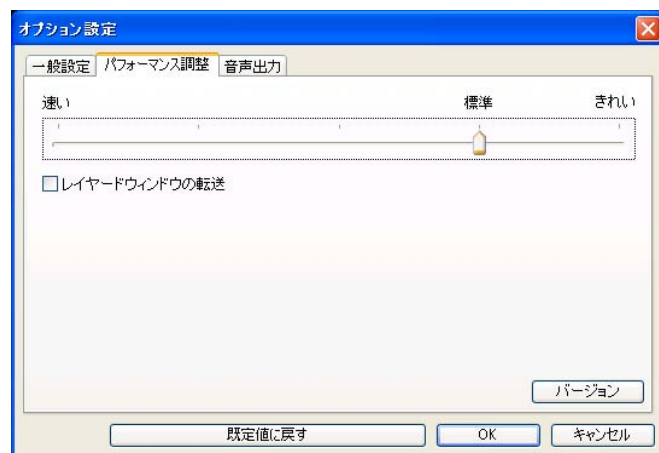 オプション設定
一般設定 パフォーマンス調整 音声出力
速い 標準 きれい
レイヤードウィンドウの転送
バージョン
既定値に戻す OK キャンセル